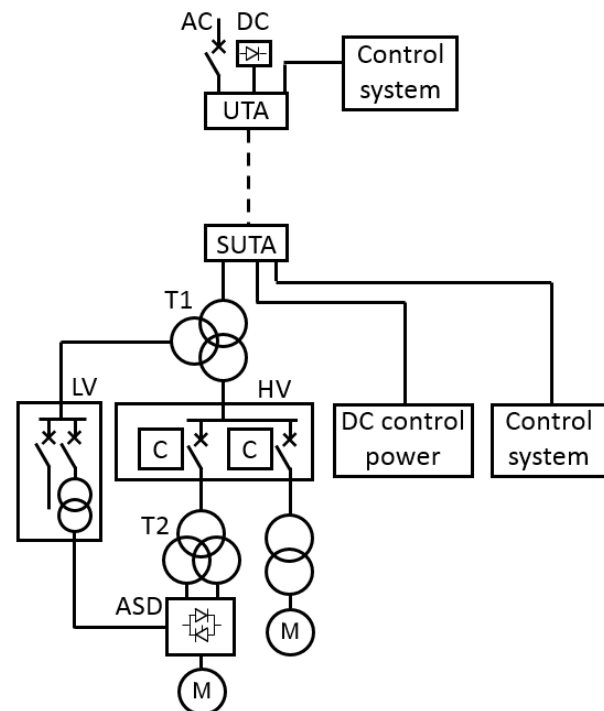 AC DC
Control
system
UTA
SUTA
T1
LV
HV
C
C
DC control
power
Control
system
T2
ASD
M
M